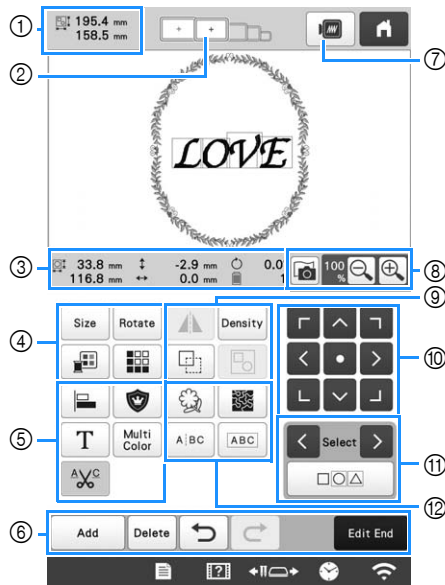 ① 195.4 mm
158.5 mm
②
⑦
LOVE
③ 33.8 mm -2.9 mm 0.0
116.8 mm 0.0 mm 1
100 %
⑧
⑨
④ Size Rotate Density
⑩
⑤ T Multi Color A BC ABC
A C
Select
⑪
⑫
⑥ Add Delete Edit End
?